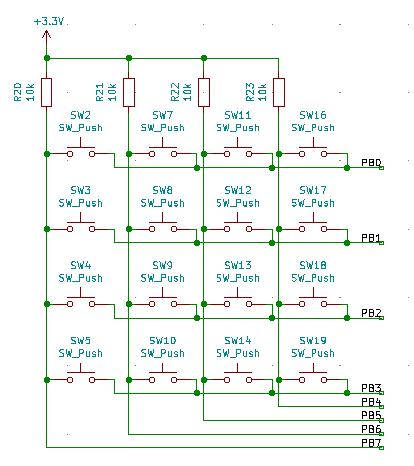 +3.3V
R20 10k R21 10k R22 10k R23 10k
SW2 SW7 SW11 SW16
SW_Push SW_Push SW_Push SW_Push
PB0
SW3 SW8 SW12 SW17
SW_Push SW_Push SW_Push SW_Push
PB1
SW4 SW9 SW13 SW18
SW_Push SW_Push SW_Push SW_Push
PB2
SW5 SW10 SW14 SW19
SW_Push SW_Push SW_Push SW_Push
PB3
PB4
PB5
PB6
PB7